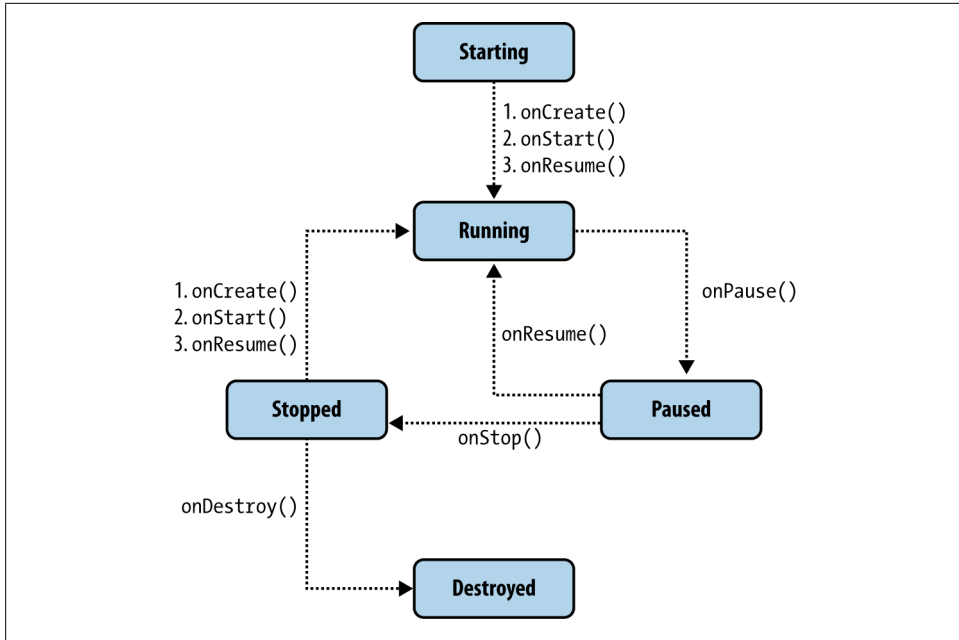 Starting
1. onCreate()
2. onStart()
3. onResume()
Running
1. onCreate()
2. onStart()
3. onResume()
onPause()
onResume()
Stopped
Paused
onStop()
onDestroy()
Destroyed